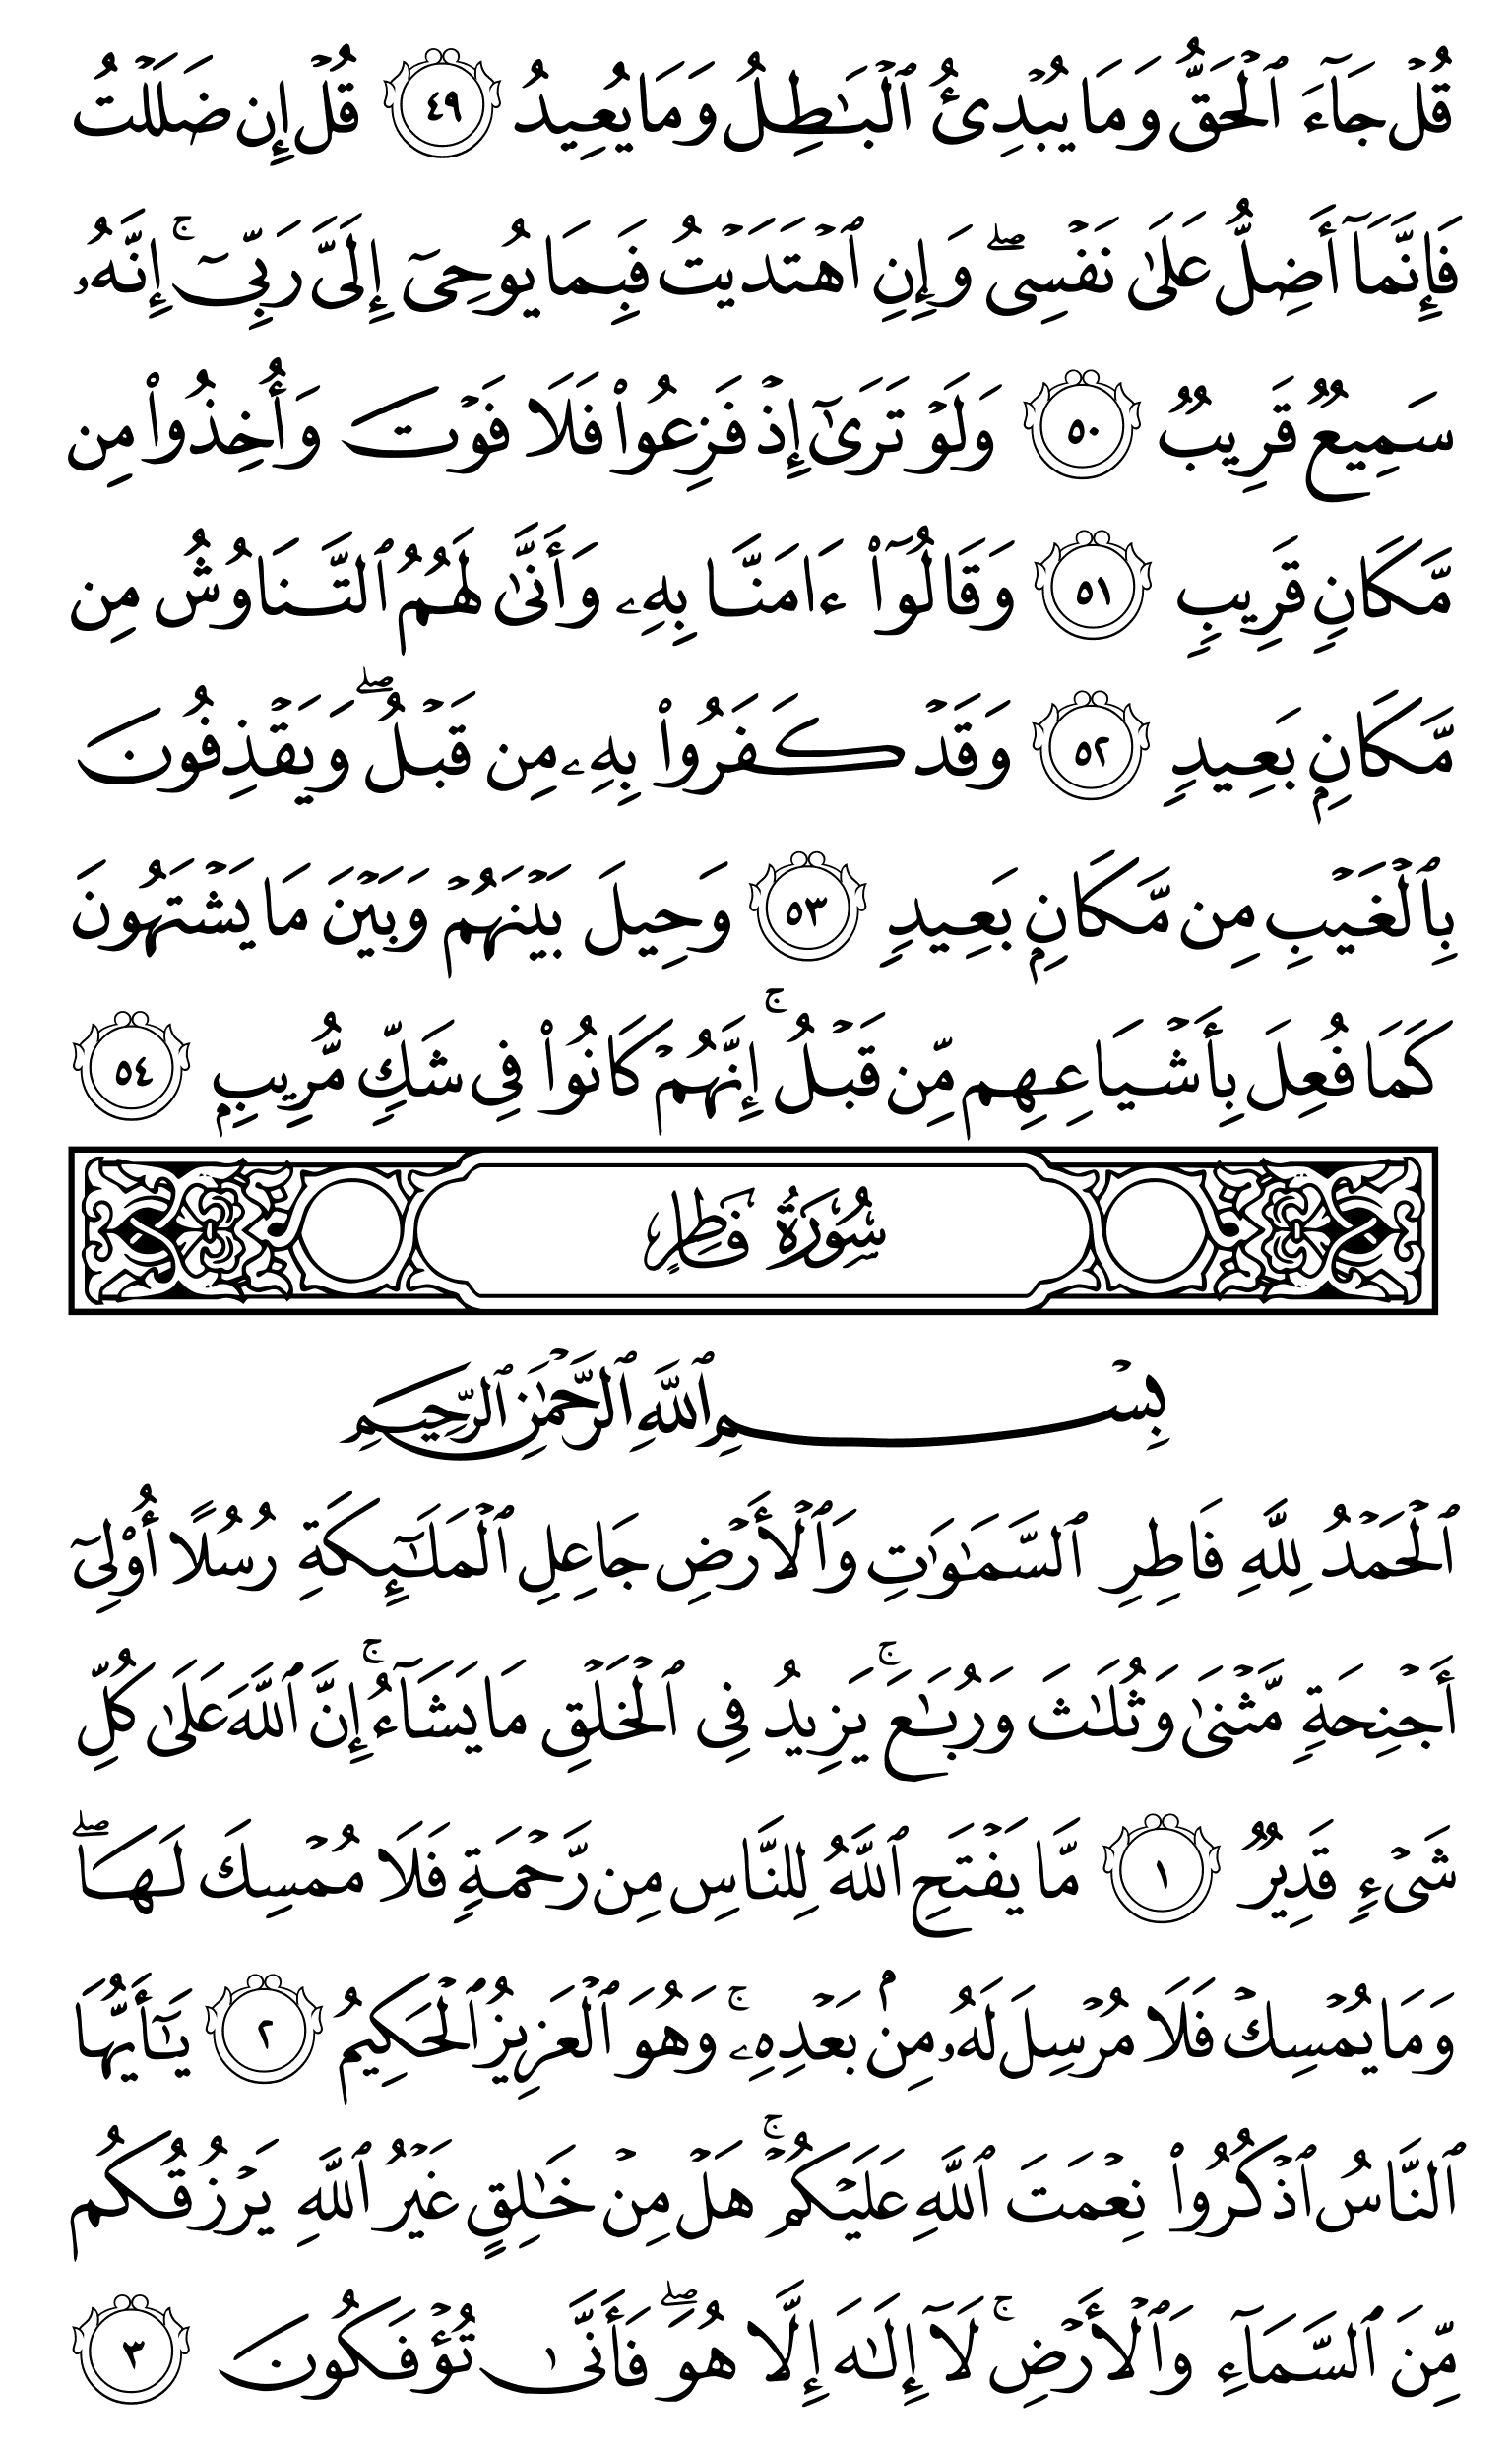 قُلۡ جَآءَ ٱلۡحَقُّ وَمَا يُبۡدِئُ ٱلۡبَٰطِلُ وَمَا يُعِيدُ ٤٩ قُلۡ إِن ضَلَلۡتُ
فَإِنَّمَآ أَضِلُّ عَلَىٰ نَفۡسِيۖ وَإِنِ ٱهۡتَدَيۡتُ فَبِمَا يُوحِيٓ إِلَيَّ رَبِّيٓۚ إِنَّهُۥ
سَمِيعٞ قَرِيبٞ ٥٠ وَلَوۡ تَرَىٰٓ إِذۡ فَزِعُواْ فَلَا فَوۡتَ وَأُخِذُواْ مِن
مَّكَانٖ قَرِيبٖ ٥١ وَقَالُوٓاْ ءَامَنَّا بِهِۦ وَأَنَّىٰ لَهُمُ ٱلتَّنَاوُشُ مِن
مَّكَانِۭ بَعِيدٖ ٥٢ وَقَدۡ كَفَرُواْ بِهِۦ مِن قَبۡلُۖ وَيَقۡذِفُونَ
بِٱلۡغَيۡبِ مِن مَّكَانِۭ بَعِيدٖ ٥٣ وَحِيلَ بَيۡنَهُمۡ وَبَيۡنَ مَا يَشۡتَهُونَ
كَمَا فُعِلَ بِأَشۡيَاعِهِم مِّن قَبۡلُۚ إِنَّهُمۡ كَانُواْ فِي شَكّٖ مُّرِيبِۭ ٥٤
سُورَةُ فَاطِرٍ
بِسۡمِ ٱللَّهِ ٱلرَّحۡمَٰنِ ٱلرَّحِيمِ
ٱلۡحَمۡدُ لِلَّهِ فَاطِرِ ٱلسَّمَٰوَٰتِ وَٱلۡأَرۡضِ جَاعِلِ ٱلۡمَلَٰٓئِكَةِ رُسُلًا أُوْلِيٓ
أَجۡنِحَةٖ مَّثۡنَىٰ وَثُلَٰثَ وَرُبَٰعَۚ يَزِيدُ فِي ٱلۡخَلۡقِ مَا يَشَآءُۚ إِنَّ ٱللَّهَ عَلَىٰ كُلِّ
شَيۡءٖ قَدِيرٞ ١ مَّا يَفۡتَحِ ٱللَّهُ لِلنَّاسِ مِن رَّحۡمَةٖ فَلَا مُمۡسِكَ لَهَاۖ
وَمَا يُمۡسِكۡ فَلَا مُرۡسِلَ لَهُۥ مِنۢ بَعۡدِهِۦۚ وَهُوَ ٱلۡعَزِيزُ ٱلۡحَكِيمُ ٢ يَٰٓأَيُّهَا
ٱلنَّاسُ ٱذۡكُرُواْ نِعۡمَتَ ٱللَّهِ عَلَيۡكُمۡۚ هَلۡ مِنۡ خَٰلِقٍ غَيۡرُ ٱللَّهِ يَرۡزُقُكُم
مِّنَ ٱلسَّمَآءِ وَٱلۡأَرۡضِۚ لَآ إِلَٰهَ إِلَّا هُوَۖ فَأَنَّىٰ تُؤۡفَكُونَ ٣